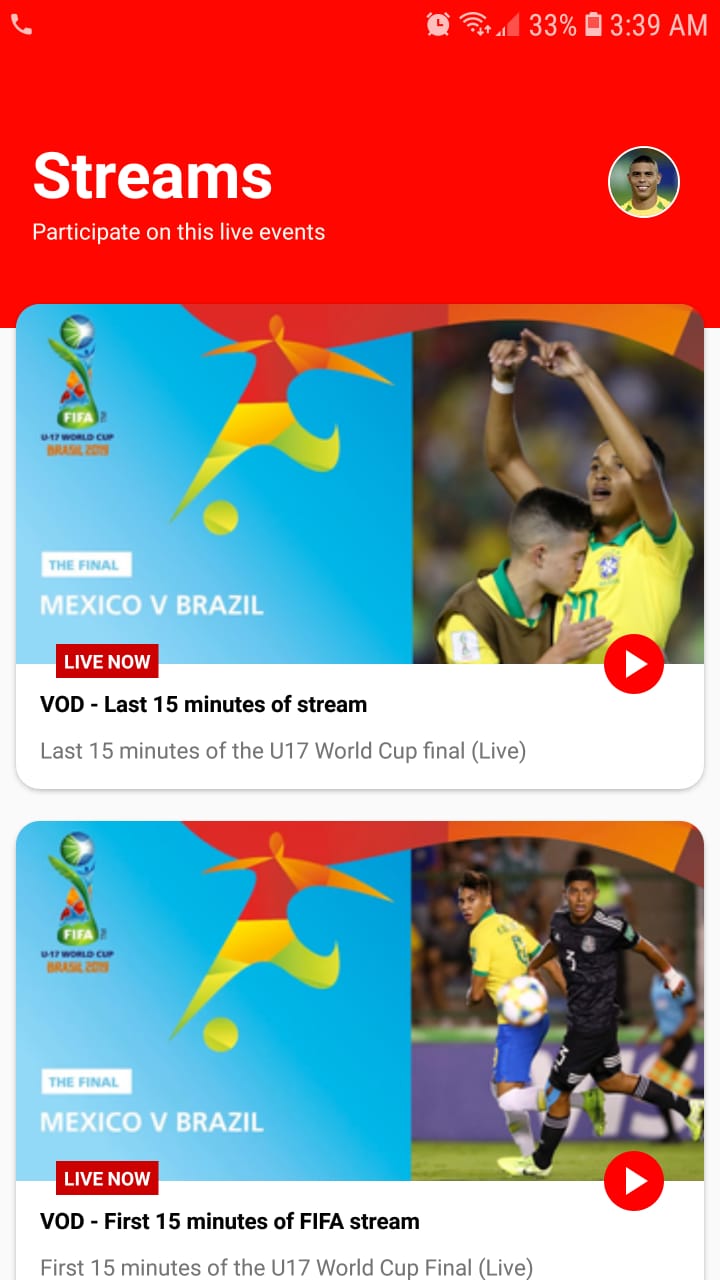 33% 3:39 AM
Streams
Participate on this live events
FIFA
U-17 WORLD CUP
BRASIL 2019
THE FINAL
MEXICO V BRAZIL
LIVE NOW
VOD - Last 15 minutes of stream
Last 15 minutes of the U17 World Cup final (Live)
FIFA
U-17 WORLD CUP
BRASIL 2019
3
3
THE FINAL
MEXICO V BRAZIL
LIVE NOW
VOD - First 15 minutes of FIFA stream
First 15 minutes of the U17 World Cup Final (Live)